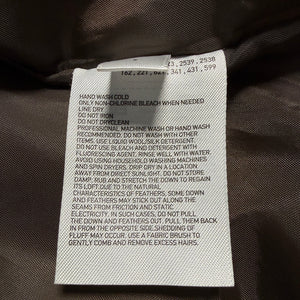 HAND WASH COLD
ONLY NON-CHLORINE BLEACH WHEN NEEDED
LINE DRY
DO NOT IRON
DO NOT DRYCLEAN
PROFESSIONAL MACHINE WASH OR HAND WASH
RECOMMENDED. DO NOT WASH WITH OTHER
ITEMS. USE LIQUID WOOL/SILK DETERGENT.
DO NOT USE BLEACH AND DETERGENT WITH
FLUORESCING AGENT. RINSE WELL WITH WATER.
AVOID USING HOUSEHOLD WASHING MACHINES
AND SPIN DRYERS. DRIP DRY IN A LOCATION
AWAY FROM DIRECT SUNLIGHT. DO NOT STORE
DAMP. RUB AND STRETCH THE DOWN TO REGAIN
ITS LOFT. DUE TO THE NATURAL
CHARACTERISTICS OF FEATHERS, SOME DOWN
AND FEATHERS MAY STICK OUT ALONG THE
SEAMS FROM FRICTION AND STATIC
ELECTRICITY. IN SUCH CASES, DO NOT PULL
THE DOWN AND FEATHERS OUT. PULL THEM BACK
IN FROM THE OPPOSITE SIDE. SHEDDING OF
FLUFF MAY OCCUR. USE A FABRIC BRUSH TO
GENTLY COMB AND REMOVE EXCESS HAIRS.